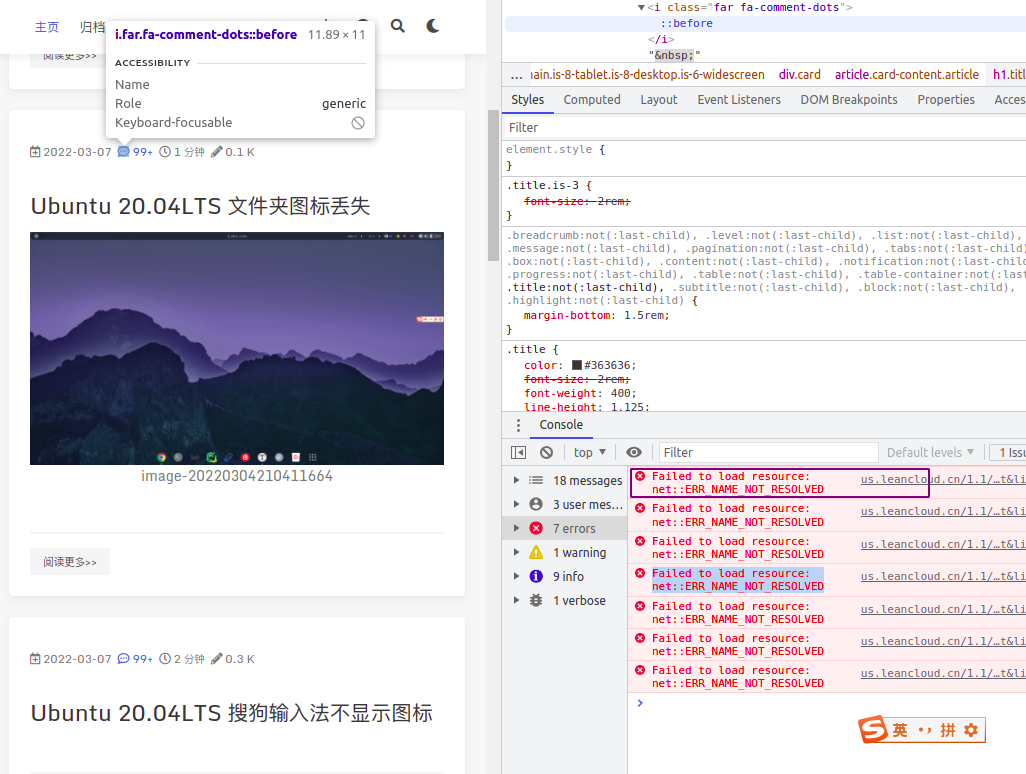 主页 归档
阅读更多>>
i.far.fa-comment-dots::before 11.89 × 11
ACCESSIBILITY
Name
Role generic
Keyboard-focusable
2022-03-07 99+ 1 分钟 0.1 K
Ubuntu 20.04LTS 文件夹图标丢失
image-20220304210411664
阅读更多>>
2022-03-07 99+ 2 分钟 0.3 K
Ubuntu 20.04LTS 搜狗输入法不显示图标
<i class="far fa-comment-dots">
::before
</i>
"&nbsp;"
... ain.is-8-tablet.is-8-desktop.is-6-widescreen div.card article.card-content.article h1.titl
Styles Computed Layout Event Listeners DOM Breakpoints Properties Acces
Filter
element.style {
}
.title.is-3 {
font-size: 2rem;
}
.breadcrumb:not(:last-child), .level:not(:last-child), .list:not(:last-child),
.message:not(:last-child), .pagination:not(:last-child), .tabs:not(:last-child)
.box:not(:last-child), .content:not(:last-child), .notification:not(:last-child
.progress:not(:last-child), .table:not(:last-child), .table-container:not(:last
.title:not(:last-child), .subtitle:not(:last-child), .block:not(:last-child),
.highlight:not(:last-child) {
margin-bottom: 1.5rem;
}
.title {
color: #363636;
font-size: 2rem;
font-weight: 400;
line-height: 1.125;
Console
top Filter Default levels 1 Issu
18 messages
3 user mes...
7 errors
1 warning
9 info
1 verbose
Failed to load resource: us.leancloud.cn/1.1/…t&li
net::ERR_NAME_NOT_RESOLVED
Failed to load resource: us.leancloud.cn/1.1/…t&li
net::ERR_NAME_NOT_RESOLVED
Failed to load resource: us.leancloud.cn/1.1/…t&li
net::ERR_NAME_NOT_RESOLVED
Failed to load resource: us.leancloud.cn/1.1/…t&li
net::ERR_NAME_NOT_RESOLVED
Failed to load resource: us.leancloud.cn/1.1/…t&li
net::ERR_NAME_NOT_RESOLVED
Failed to load resource: us.leancloud.cn/1.1/…t&li
net::ERR_NAME_NOT_RESOLVED
Failed to load resource: us.leancloud.cn/1.1/…t&li
net::ERR_NAME_NOT_RESOLVED
英 拼